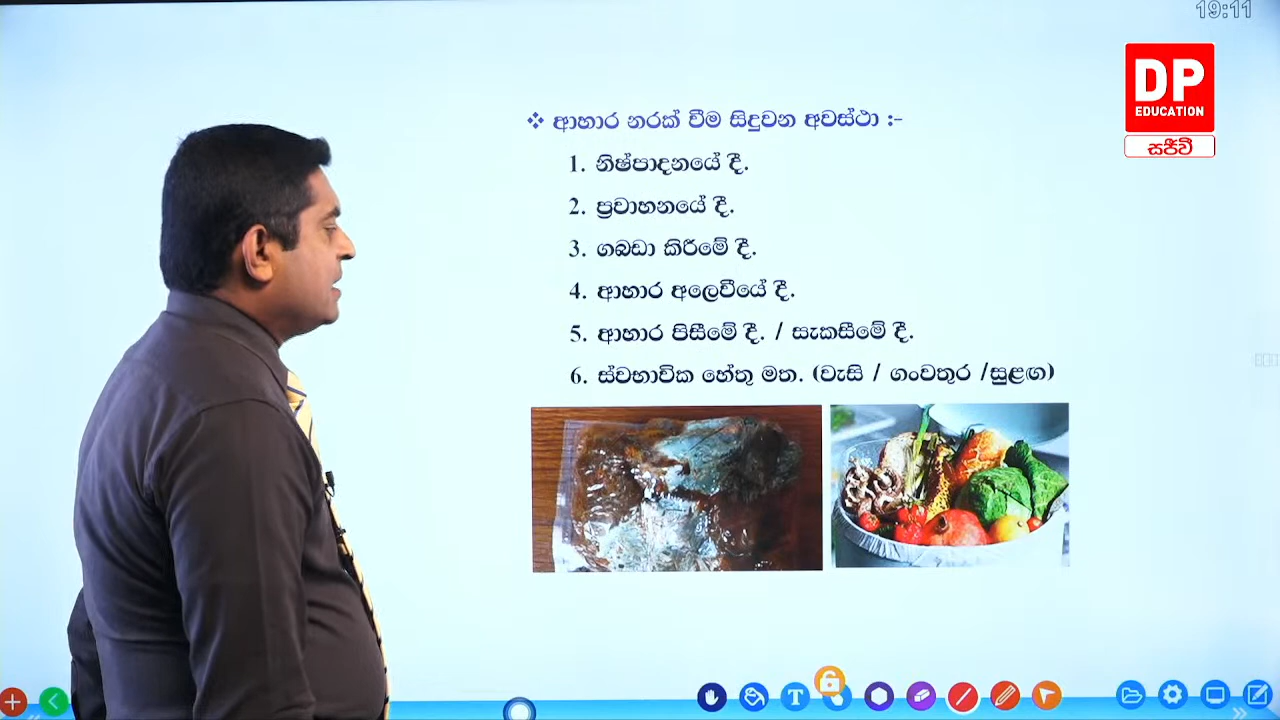 19:11
DP
EDUCATION
සජීවී
❖ ආහාර නරක් වීම සිදුවන අවස්ථා :-
1. නිෂ්පාදනයේ දී.
2. ප්‍රවාහනයේ දී.
3. ගබඩා කිරීමේ දී.
4. ආහාර අලෙවියේ දී.
5. ආහාර පිසීමේ දී. / සැකසීමේ දී.
6. ස්වභාවික හේතු මත. (වැසි / ගංවතුර /සුළඟ)